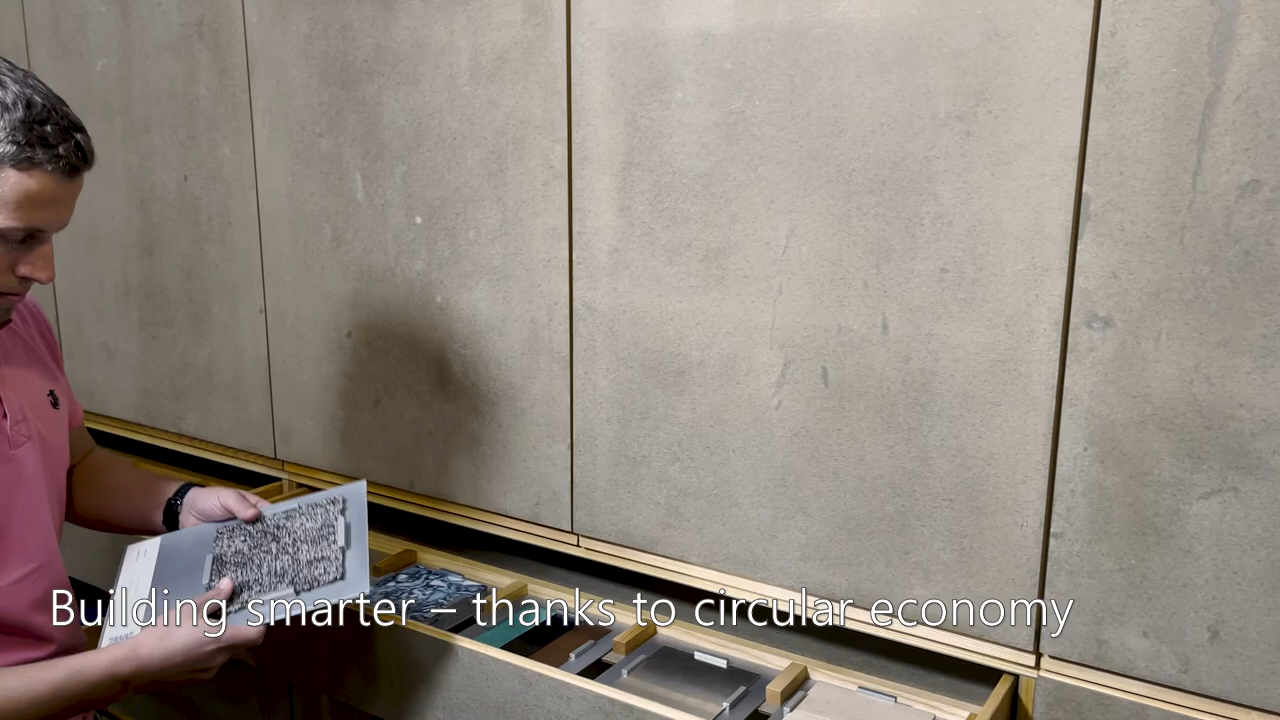 Building smarter – thanks to circular economy